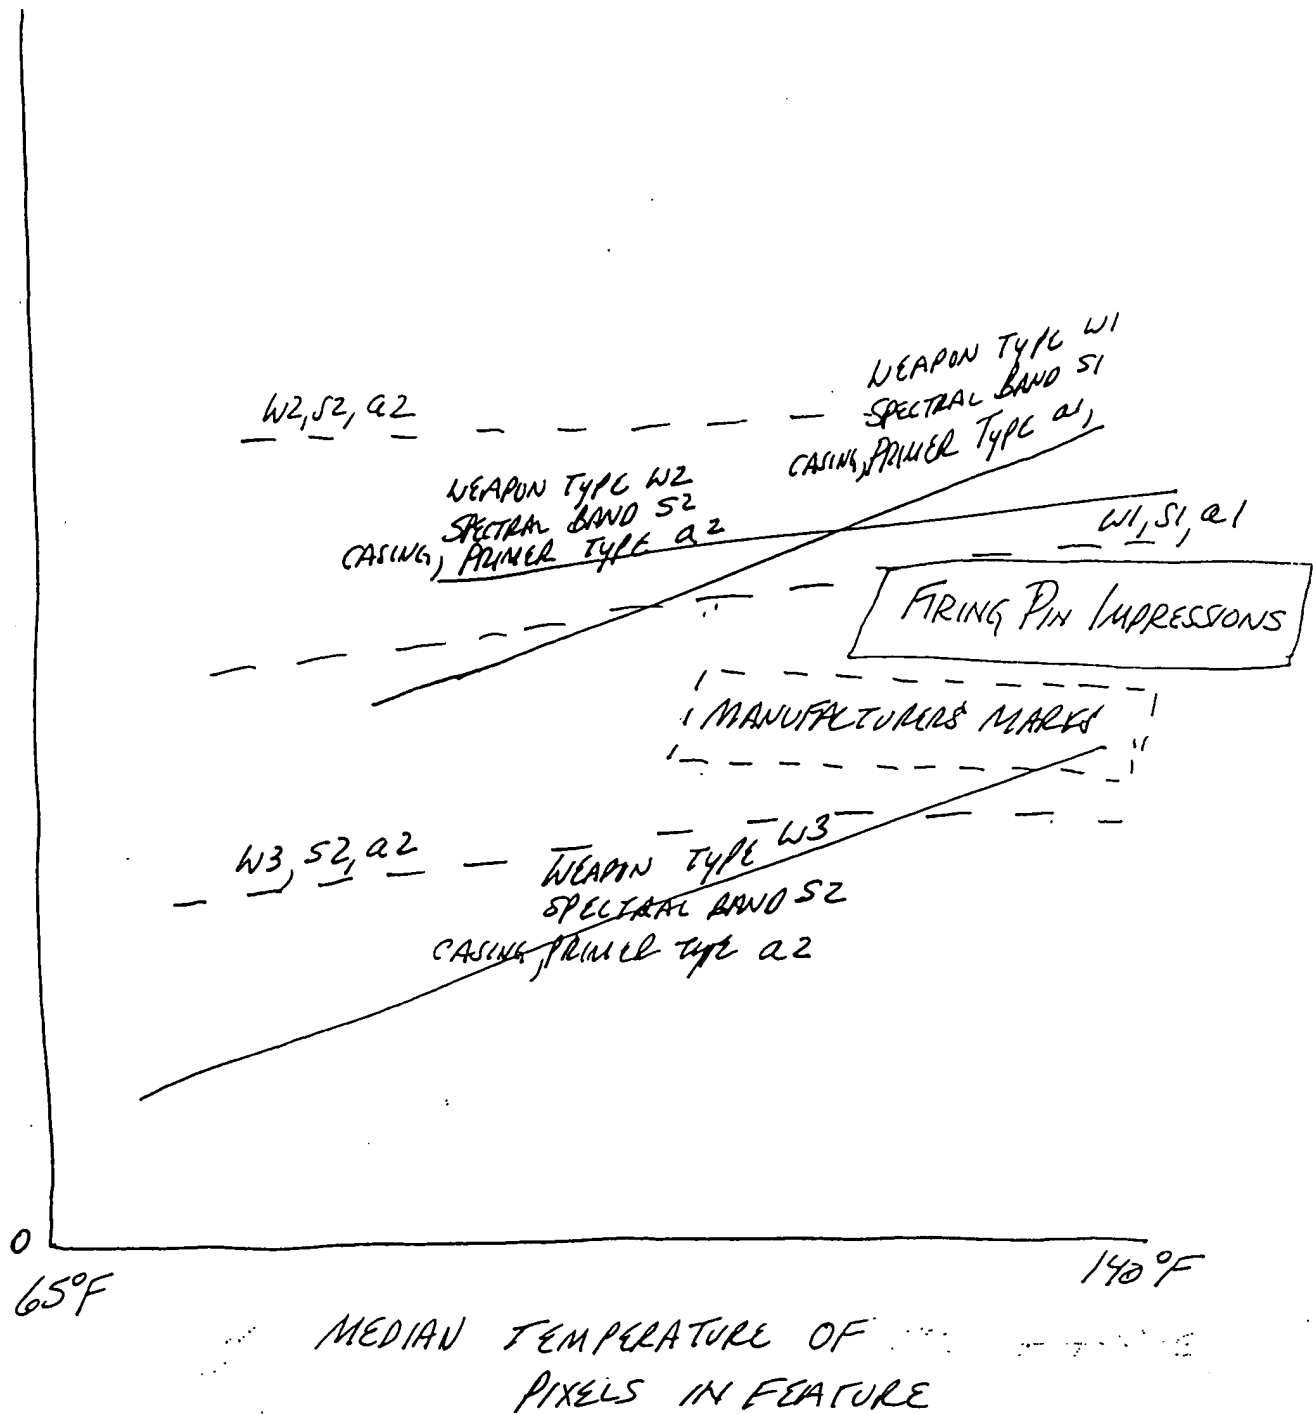 WEAPON TYPE W1
SPECTRAL BAND S1
CASING, PRIMER TYPE a1,
W2, S2, a2
WEAPON TYPE W2
SPECTRAL BAND S2
CASING, PRIMER TYPE a2
W1, S1, a1
FIRING PIN IMPRESSIONS
MANUFACTURERS MARKS
W3, S2, a2
WEAPON TYPE W3
SPECTRAL BAND S2
CASING, PRIMER TYPE a2
0
65°F
140°F
MEDIAN TEMPERATURE OF
PIXELS IN FEATURE